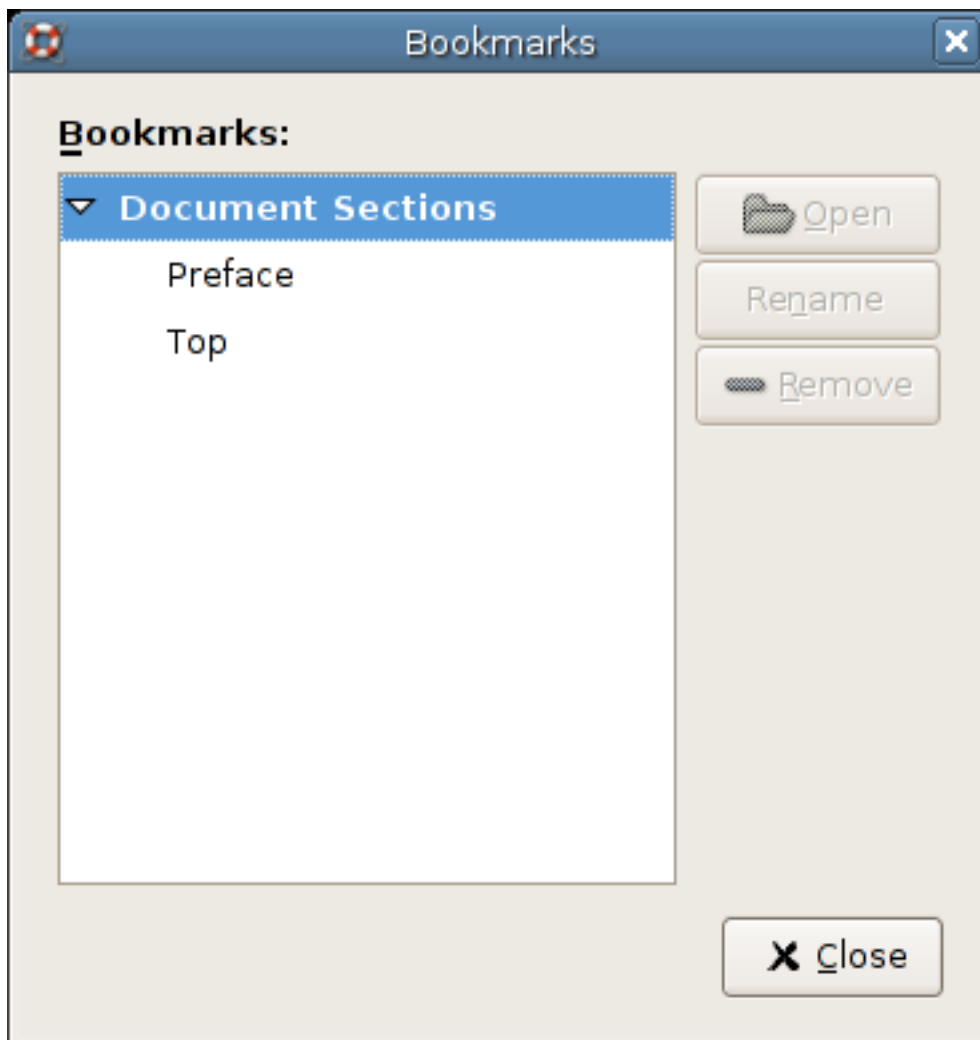 Bookmarks
Bookmarks:
Document Sections
Preface
Top
Open
Rename
Remove
Close